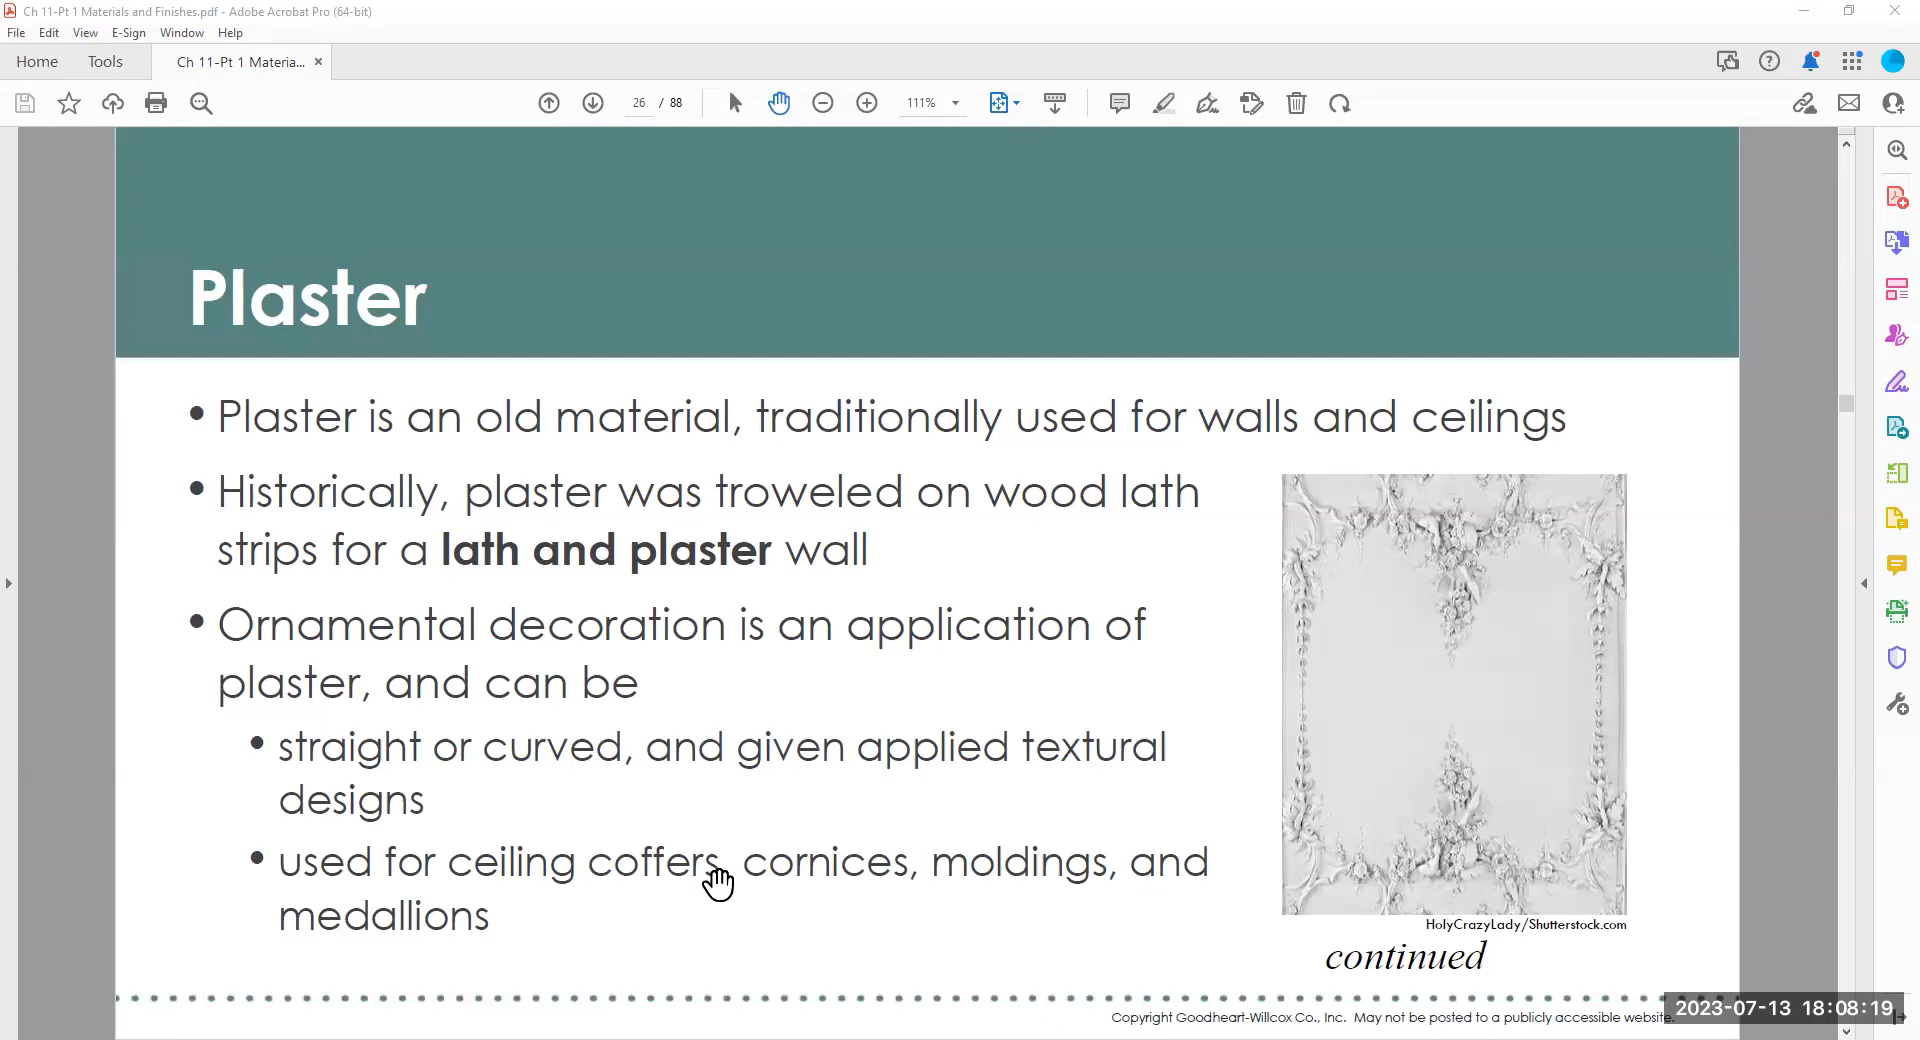 Ch 11-Pt 1 Materials and Finishes.pdf - Adobe Acrobat Pro (64-bit)
File Edit View E-Sign Window Help
Home Tools Ch 11-Pt 1 Materia... ×
26 / 88 111%
Plaster
• Plaster is an old material, traditionally used for walls and ceilings
• Historically, plaster was troweled on wood lath
strips for a lath and plaster wall
• Ornamental decoration is an application of
plaster, and can be
• straight or curved, and given applied textural
designs
• used for ceiling coffers, cornices, moldings, and
medallions
HolyCrazyLady/Shutterstock.com
continued
Copyright Goodheart-Willcox Co., Inc. May not be posted to a publicly accessible website.
2023-07-13 18:08:19